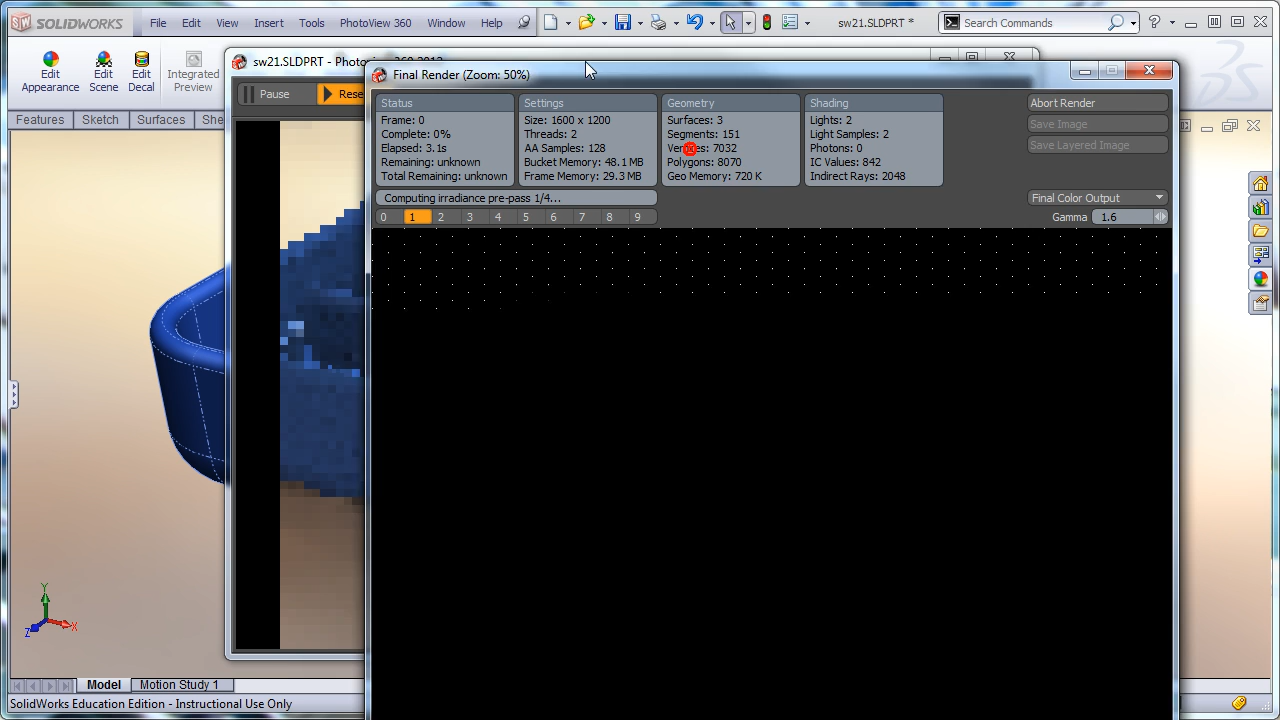 SOLIDWORKS File Edit View Insert Tools PhotoView 360 Window Help sw21.SLDPRT * Search Commands
Edit Appearance
Edit Scene
Edit Decal
Integrated Preview
sw21.SLDPRT - Photo
Features Sketch Surfaces She
Pause Rese
Final Render (Zoom: 50%)
Status
Frame: 0
Complete: 0%
Elapsed: 3.1s
Remaining: unknown
Total Remaining: unknown
Settings
Size: 1600 x 1200
Threads: 2
AA Samples: 128
Bucket Memory: 48.1 MB
Frame Memory: 29.3 MB
Geometry
Surfaces: 3
Segments: 151
7032
Polygons: 8070
Geo Memory: 720 K
Shading
Lights: 2
Light Samples: 2
Photons: 0
IC Values: 842
Indirect Rays: 2048
Abort Render
Save Image
Save Layered Image
Computing irradiance pre-pass 1/4...
Final Color Output
0 1 2 3 4 5 6 7 8 9
Gamma 1.6
Y
X
Z
Model Motion Study 1
SolidWorks Education Edition - Instructional Use Only